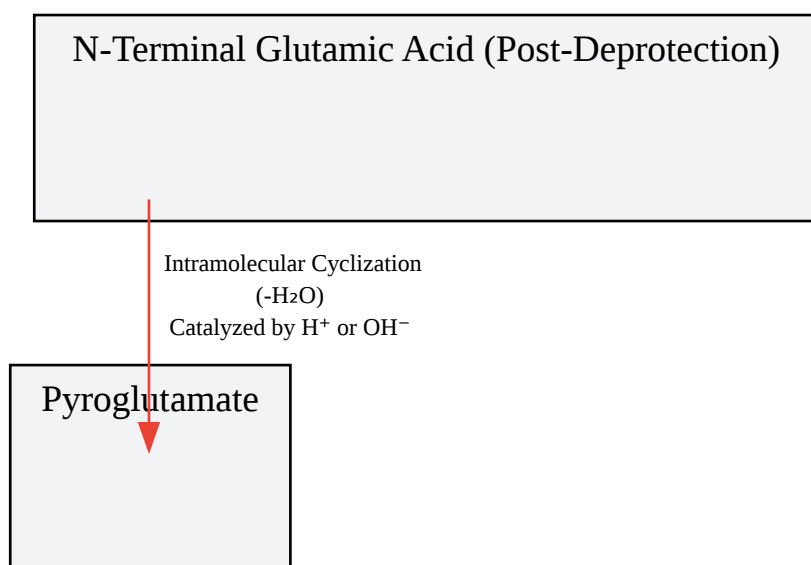 N-Terminal Glutamic Acid (Post-Deprotection)
Intramolecular Cyclization
(-H₂O)
Catalyzed by H⁺ or OH⁻
Pyroglutamate